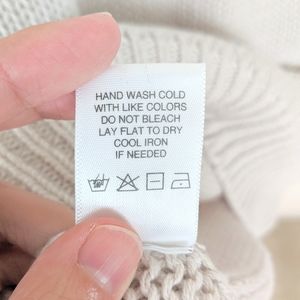 HAND WASH COLD
WITH LIKE COLORS
DO NOT BLEACH
LAY FLAT TO DRY
COOL IRON
IF NEEDED